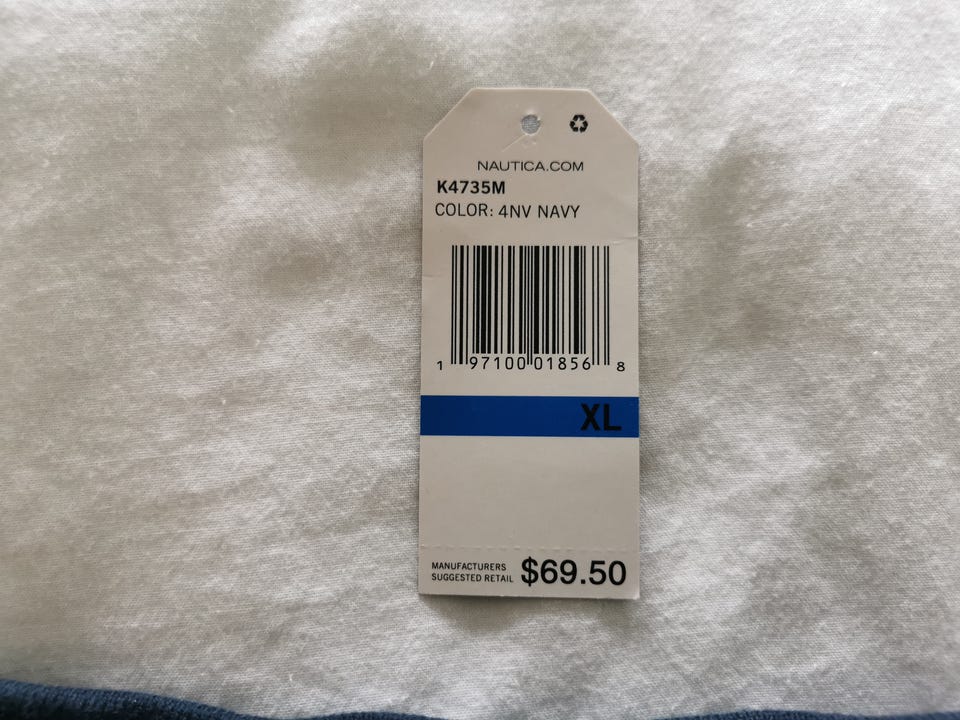 NAUTICA.COM
K4735M
COLOR: 4NV NAVY
1 97100 01856 8
XL
MANUFACTURERS
SUGGESTED RETAIL $69.50